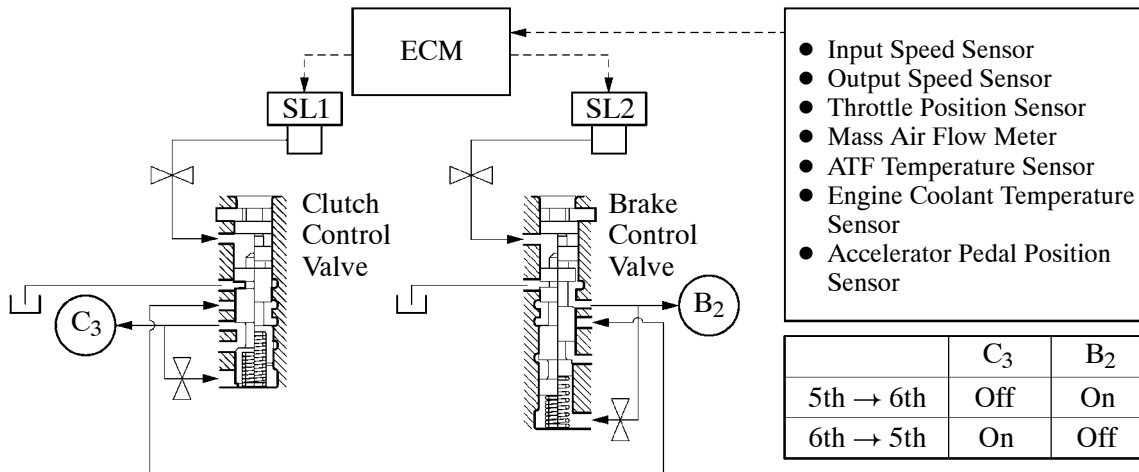 ECM
SL1
SL2
Clutch
Control
Valve
Brake
Control
Valve
C3
B2
● Input Speed Sensor
● Output Speed Sensor
● Throttle Position Sensor
● Mass Air Flow Meter
● ATF Temperature Sensor
● Engine Coolant Temperature
Sensor
● Accelerator Pedal Position
Sensor
C3 B2
5th → 6th Off On
6th → 5th On Off